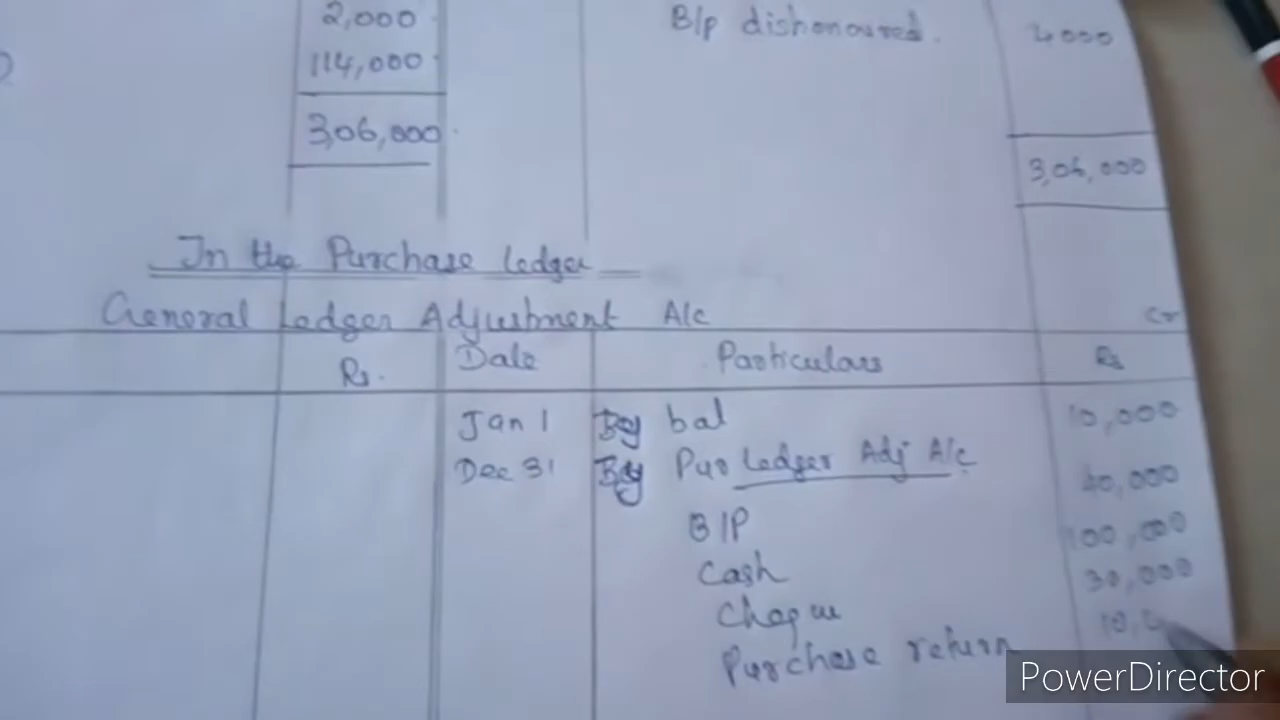 2,000 B/p dishonoured. 4000
114,000
3,06,000
3,06,000
In the Purchase Ledger
General Ledger Adjustment A/c Cr
Rs. Date Particulars Rs
Jan 1 By bal 10,000
Dec 31 By Pur Ledger Adj A/c
40,000
B/P 100,000
Cash 30,000
Cheque
Purchase return
PowerDirector